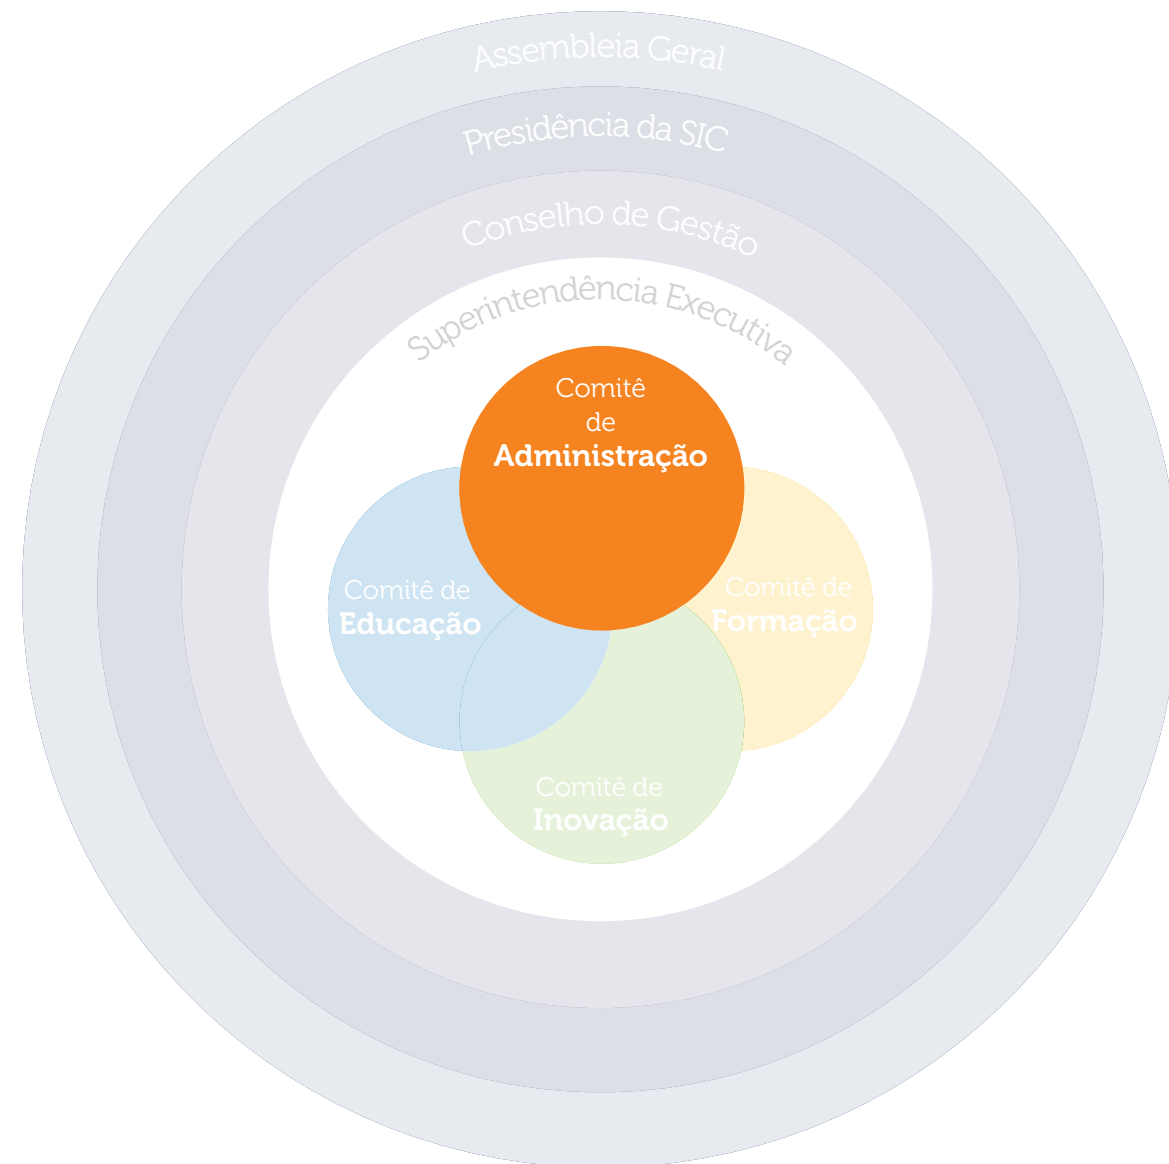 Assembleia Geral
Presidência da SIC
Conselho de Gestão
Superintendência Executiva
Comitê
de
Administração
Comitê de
Educação
Comitê de
Formação
Comitê de
Inovação